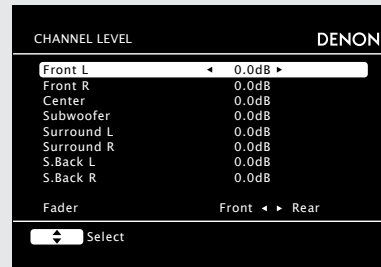 CHANNEL LEVEL DENON
Front L ◄ 0.0dB ►
Front R 0.0dB
Center 0.0dB
Subwoofer 0.0dB
Surround L 0.0dB
Surround R 0.0dB
S.Back L 0.0dB
S.Back R 0.0dB
Fader Front ◄ ► Rear
Select